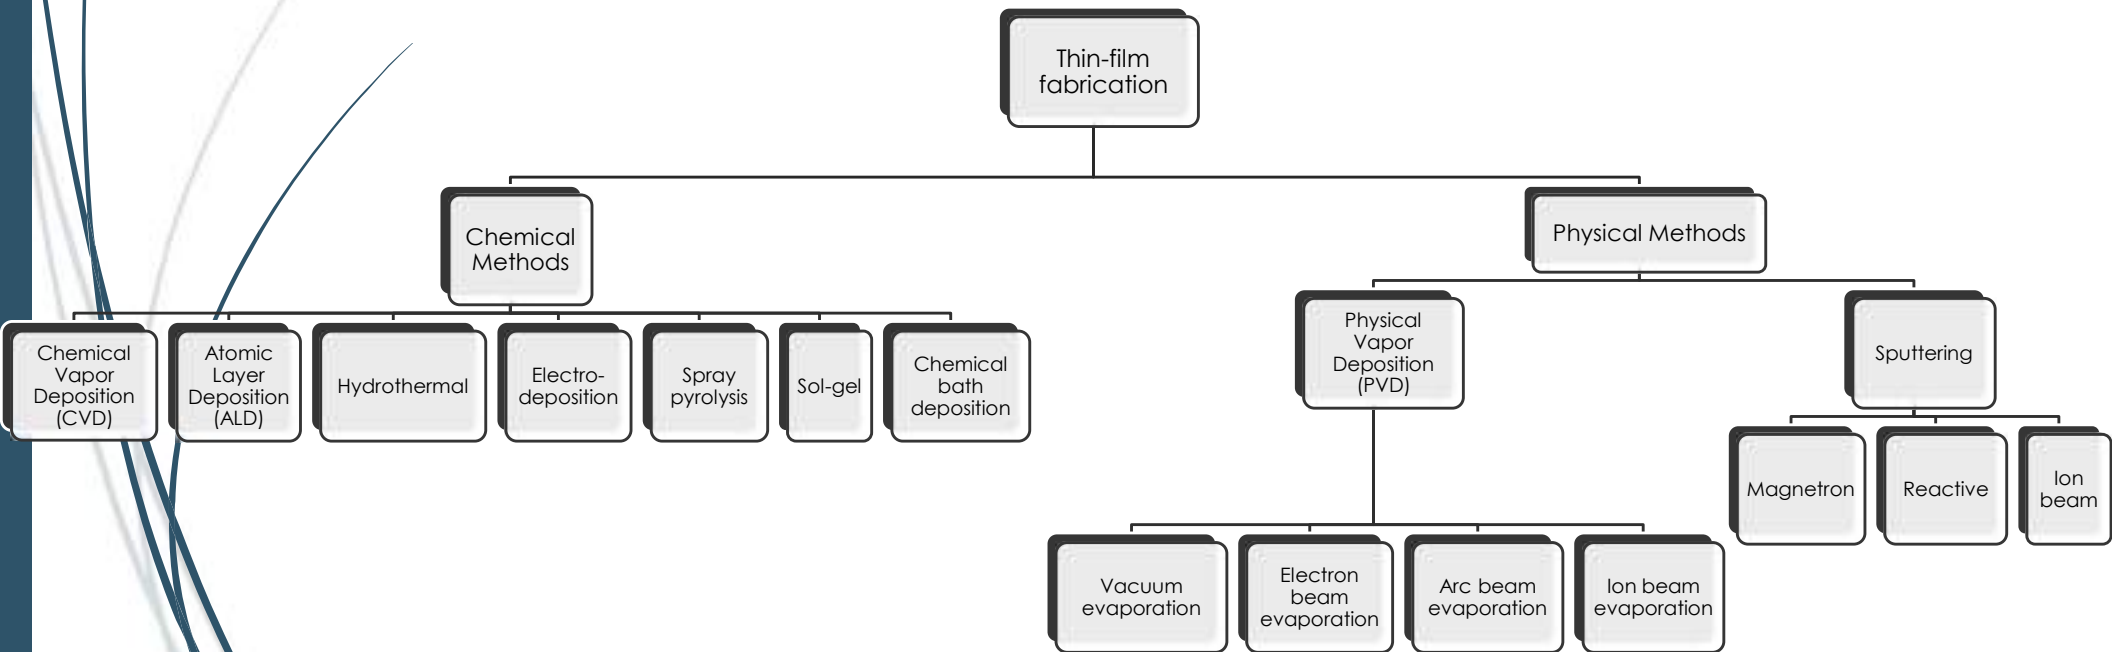 Thin-film
fabrication
Chemical
Methods
Physical Methods
Chemical
Vapor
Deposition
(CVD)
Atomic
Layer
Deposition
(ALD)
Hydrothermal
Electro-
deposition
Spray
pyrolysis
Sol-gel
Chemical
bath
deposition
Physical
Vapor
Deposition
(PVD)
Sputtering
Magnetron
Reactive
Ion
beam
Vacuum
evaporation
Electron
beam
evaporation
Arc beam
evaporation
Ion beam
evaporation